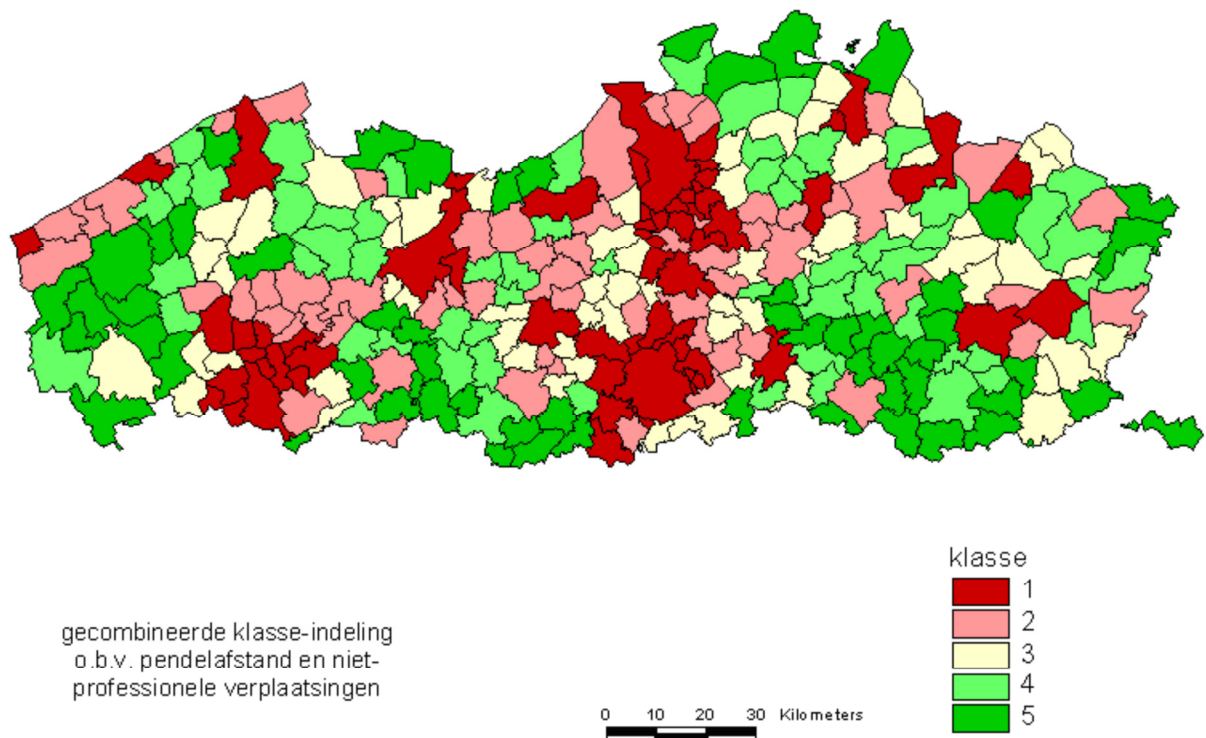 klasse
1
2
3
4
5
gecombineerde klasse-indeling
o.b.v. pendelafstand en niet-
professionele verplaatsingen
0 10 20 30 Kilometers